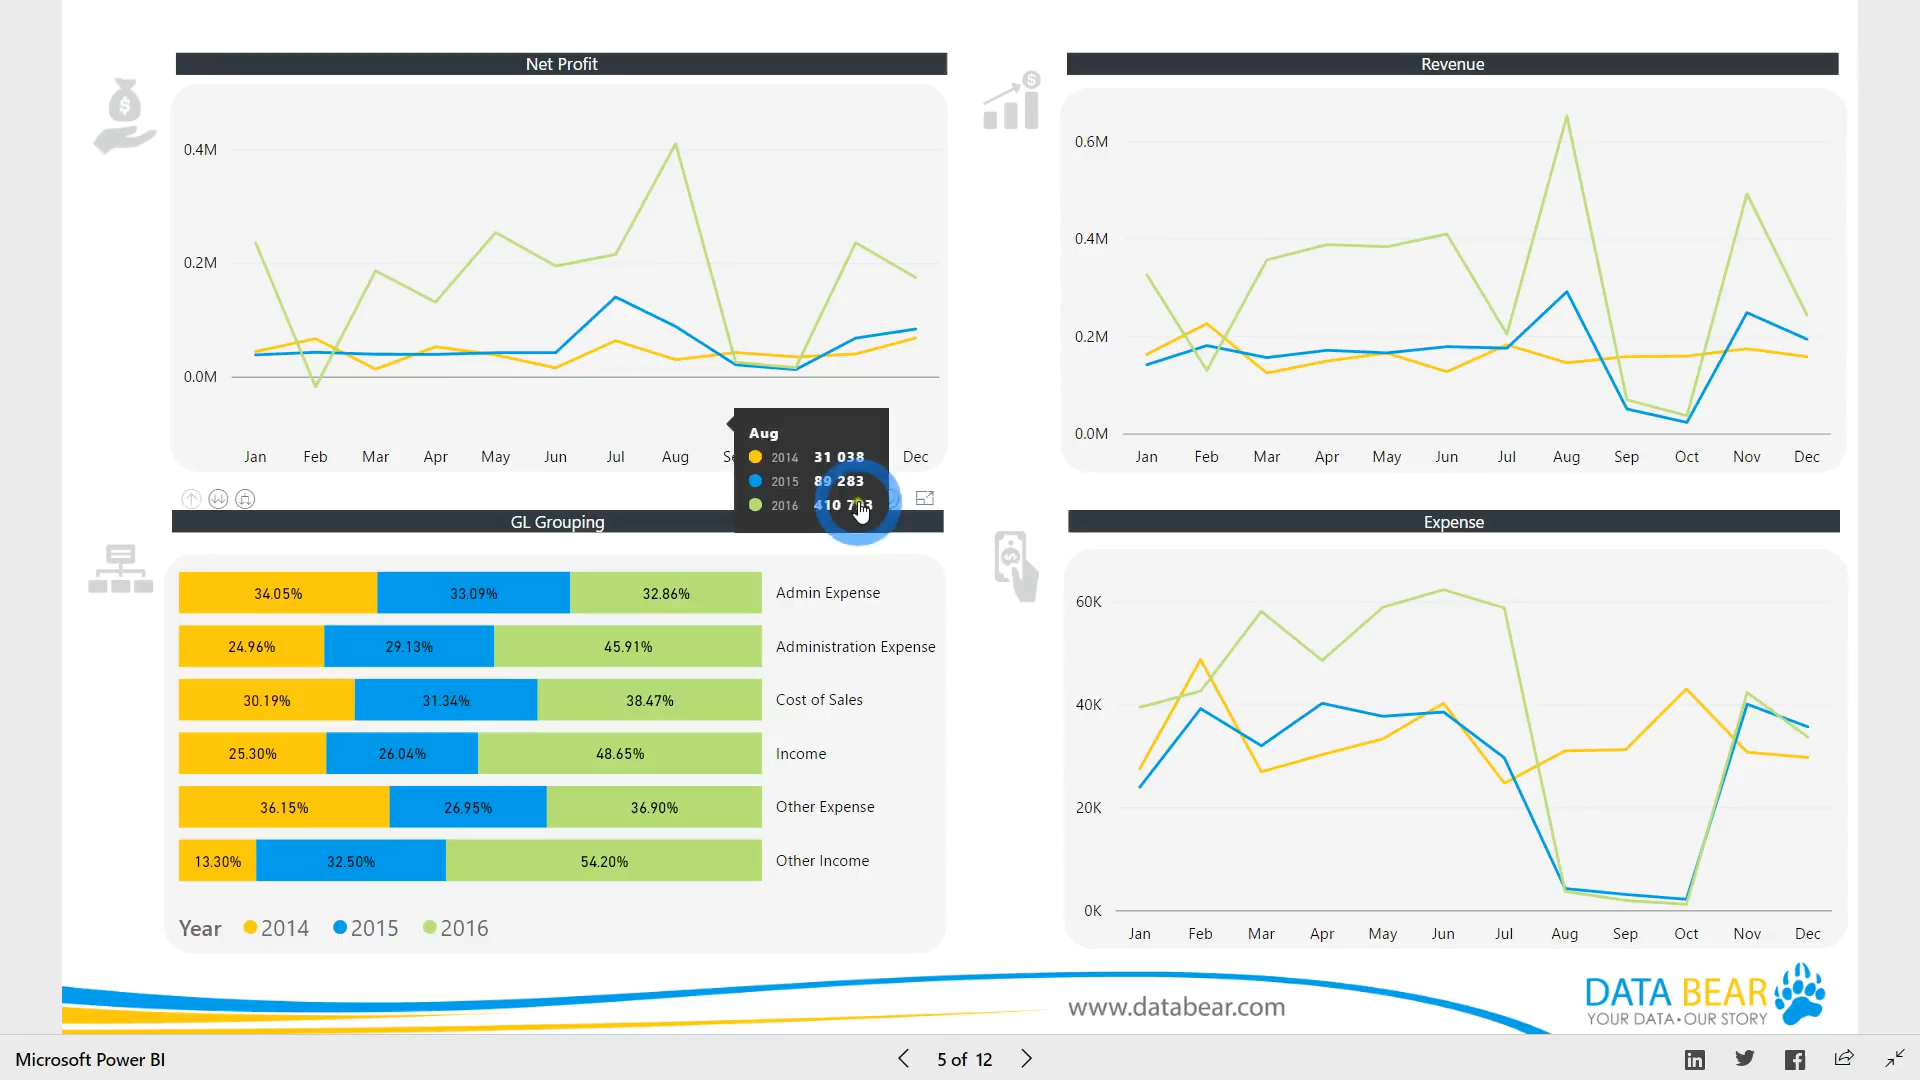 Net Profit
0.4M
0.2M
0.0M
Jan Feb Mar Apr May Jun Jul Aug Dec
Aug
2014 31 038
2015 89 283
2016
Revenue
0.6M
0.4M
0.2M
0.0M
Jan Feb Mar Apr May Jun Jul Aug Sep Oct Nov Dec
GL Grouping
34.05% 33.09% 32.86% Admin Expense
24.96% 29.13% 45.91% Administration Expense
30.19% 31.34% 38.47% Cost of Sales
25.30% 26.04% 48.65% Income
36.15% 26.95% 36.90% Other Expense
13.30% 32.50% 54.20% Other Income
Year 2014 2015 2016
Expense
60K
40K
20K
0K
Jan Feb Mar Apr May Jun Jul Aug Sep Oct Nov Dec
www.databear.com
DATA BEAR
YOUR DATA•OUR STORY
Microsoft Power BI
5 of 12